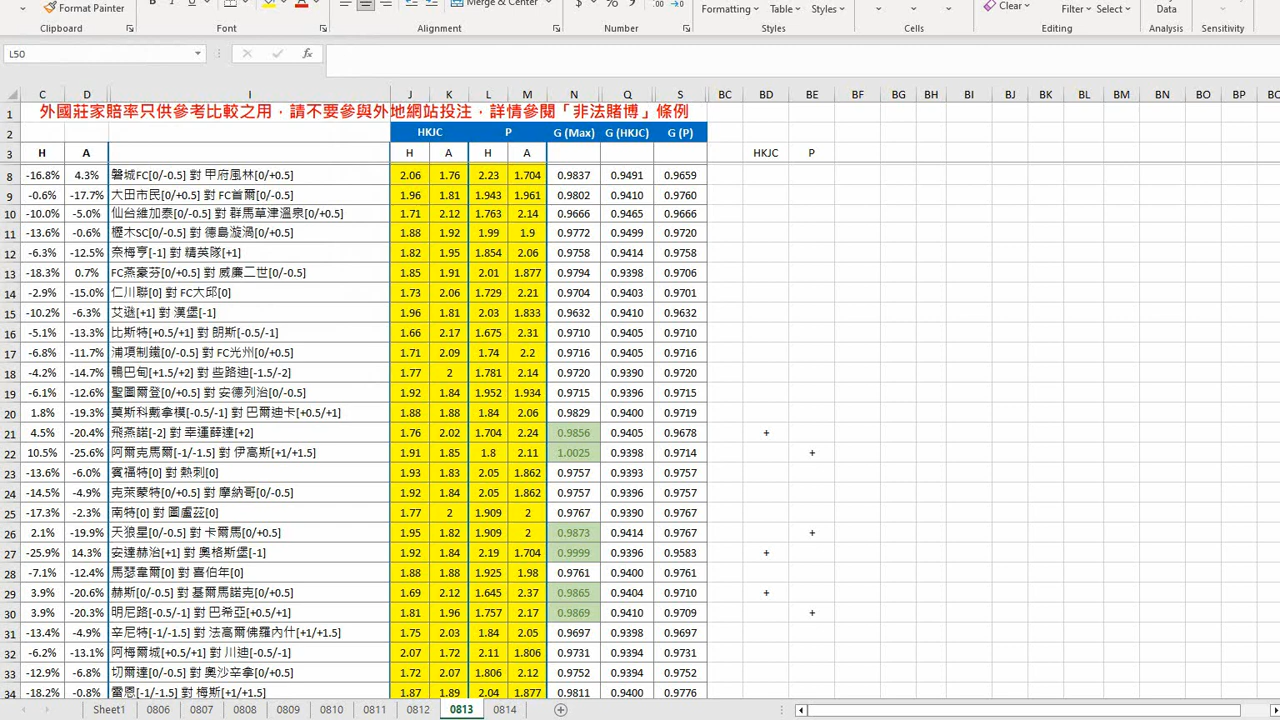 Format Painter Merge & Center $ % Formatting Table Styles Clear Filter Select Data
Clipboard Font Alignment Number Styles Cells Editing Analysis Sensitivity
L50 fx
C D I J K L M N Q S BC BD BE BF BG BH BI BJ BL BN BO BP BQ
1 外國莊家賠率只供參考比較之用，請不要參與外地網站投注，詳情參閱「非法賭博」條例
2 HKJC P G (Max) G (HKJC) G (P)
3 H A H A H A HKJC P
8 -16.8% 4.3% 磐城FC[0/-0.5] 對 甲府風林[0/+0.5] 2.06 1.76 2.23 1.704 0.9837 0.9491 0.9659
9 -0.6% -17.7% 大田市民[0/+0.5] 對 FC首爾[0/-0.5] 1.96 1.81 1.943 1.961 0.9802 0.9410 0.9760
10 -10.0% -5.0% 仙台維加泰[0/-0.5] 對 群馬草津溫泉[0/+0.5] 1.71 2.12 1.763 2.14 0.9666 0.9465 0.9666
11 -13.6% -0.6% 櫪木SC[0/-0.5] 對 德島漩渦[0/+0.5] 1.88 1.92 1.99 1.9 0.9772 0.9499 0.9720
12 -6.3% -12.5% 奈梅亨[-1] 對 精英隊[+1] 1.82 1.95 1.854 2.06 0.9758 0.9414 0.9758
13 -18.3% 0.7% FC燕豪芬[0/+0.5] 對 威廉二世[0/-0.5] 1.85 1.91 2.01 1.877 0.9794 0.9398 0.9706
14 -2.9% -15.0% 仁川聯[0] 對 FC大邱[0] 1.73 2.06 1.729 2.21 0.9704 0.9403 0.9701
15 -10.2% -6.3% 艾遜[+1] 對 漢堡[-1] 1.96 1.81 2.03 1.833 0.9632 0.9410 0.9632
16 -5.1% -13.3% 比斯特[+0.5/+1] 對 朗斯[-0.5/-1] 1.66 2.17 1.675 2.31 0.9710 0.9405 0.9710
17 -6.8% -11.7% 浦項制鐵[0/-0.5] 對 FC光州[0/+0.5] 1.71 2.09 1.74 2.2 0.9716 0.9405 0.9716
18 -4.2% -14.7% 鴨巴甸[+1.5/+2] 對 些路迪[-1.5/-2] 1.77 2 1.781 2.14 0.9720 0.9390 0.9720
19 -6.1% -12.6% 聖圖爾登[0/+0.5] 對 安德列治[0/-0.5] 1.92 1.84 1.952 1.934 0.9715 0.9396 0.9715
20 1.8% -19.3% 莫斯科戴拿模[-0.5/-1] 對 巴爾迪卡[+0.5/+1] 1.88 1.88 1.84 2.06 0.9829 0.9400 0.9719
21 4.5% -20.4% 飛燕諾[-2] 對 幸運薛達[+2] 1.76 2.02 1.704 2.24 0.9856 0.9405 0.9678 +
22 10.5% -25.6% 阿爾克馬爾[-1/-1.5] 對 伊高斯[+1/+1.5] 1.91 1.85 1.8 2.11 1.0025 0.9398 0.9714 +
23 -13.6% -6.0% 賓福特[0] 對 熱刺[0] 1.93 1.83 2.05 1.862 0.9757 0.9393 0.9757
24 -14.5% -4.9% 克萊蒙特[0/+0.5] 對 摩納哥[0/-0.5] 1.92 1.84 2.05 1.862 0.9757 0.9396 0.9757
25 -17.3% -2.3% 南特[0] 對 圖盧茲[0] 1.77 2 1.909 2 0.9767 0.9390 0.9767
26 2.1% -19.9% 天狼星[0/-0.5] 對 卡爾馬[0/+0.5] 1.95 1.82 1.909 2 0.9873 0.9414 0.9767 +
27 -25.9% 14.3% 安達赫治[+1] 對 奧格斯堡[-1] 1.92 1.84 2.19 1.704 0.9999 0.9396 0.9583 +
28 -7.1% -12.4% 馬瑟韋爾[0] 對 喜伯年[0] 1.88 1.88 1.925 1.98 0.9761 0.9400 0.9761
29 3.9% -20.6% 赫斯[0/-0.5] 對 基爾馬諾克[0/+0.5] 1.69 2.12 1.645 2.37 0.9865 0.9404 0.9710 +
30 3.9% -20.3% 明尼路[-0.5/-1] 對 巴希亞[+0.5/+1] 1.81 1.96 1.757 2.17 0.9869 0.9410 0.9709 +
31 -13.4% -4.9% 辛尼特[-1/-1.5] 對 法高爾佛羅內什[+1/+1.5] 1.75 2.03 1.84 2.05 0.9697 0.9398 0.9697
32 -6.2% -13.1% 阿梅爾城[+0.5/+1] 對 川迪[-0.5/-1] 2.07 1.72 2.11 1.806 0.9731 0.9394 0.9731
33 -12.9% -6.8% 切爾達[0/-0.5] 對 奧沙辛拿[0/+0.5] 1.72 2.07 1.806 2.12 0.9752 0.9394 0.9752
34 -18.2% -0.8% 雷恩[-1/-1.5] 對 梅斯[+1/+1.5] 1.87 1.89 2.04 1.877 0.9811 0.9400 0.9776
Sheet1 0806 0807 0808 0809 0810 0811 0812 0813 0814